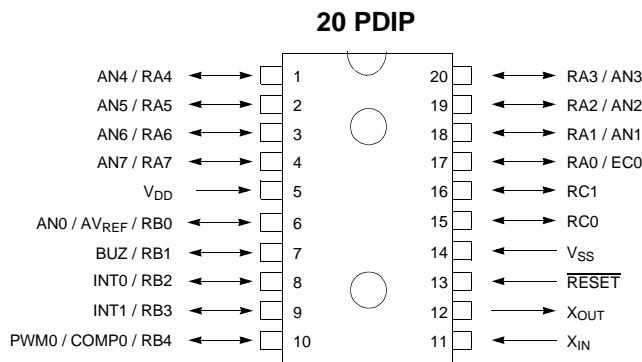 20 PDIP
AN4 / RA4 1 20 RA3 / AN3
AN5 / RA5 2 19 RA2 / AN2
AN6 / RA6 3 18 RA1 / AN1
AN7 / RA7 4 17 RA0 / EC0
VDD 5 16 RC1
AN0 / AVREF / RB0 6 15 RC0
BUZ / RB1 7 14 VSS
INT0 / RB2 8 13 RESET
INT1 / RB3 9 12 XOUT
PWM0 / COMP0 / RB4 10 11 XIN